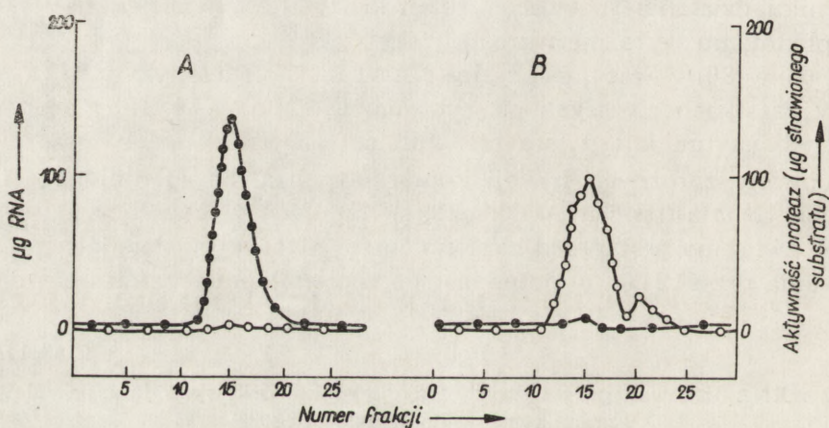 200
A
B
200
100
100
0
0
µg RNA
Aktywność proteaz (µg strawionego
substratu)
5 10 15 20 25
0 5 10 15 20 25
Numer frakcji